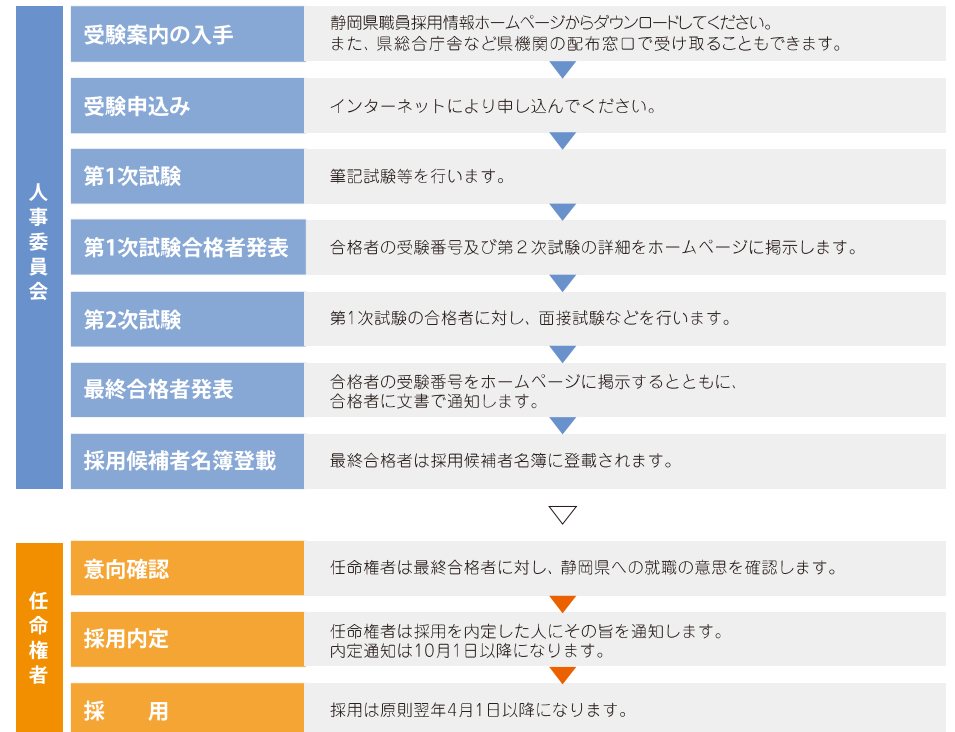 人事委員会
受験案内の入手
静岡県職員採用情報ホームページからダウンロードしてください。
また、県総合庁舎など県機関の配布窓口で受け取ることもできます。
受験申込み
インターネットにより申し込んでください。
第1次試験
筆記試験等を行います。
第1次試験合格者発表
合格者の受験番号及び第２次試験の詳細をホームページに掲示します。
第2次試験
第1次試験の合格者に対し、面接試験などを行います。
最終合格者発表
合格者の受験番号をホームページに掲示するとともに、
合格者に文書で通知します。
採用候補者名簿登載
最終合格者は採用候補者名簿に登載されます。
任命権者
意向確認
任命権者は最終合格者に対し、静岡県への就職の意思を確認します。
採用内定
任命権者は採用を内定した人にその旨を通知します。
内定通知は10月1日以降になります。
採　　用
採用は原則翌年4月1日以降になります。